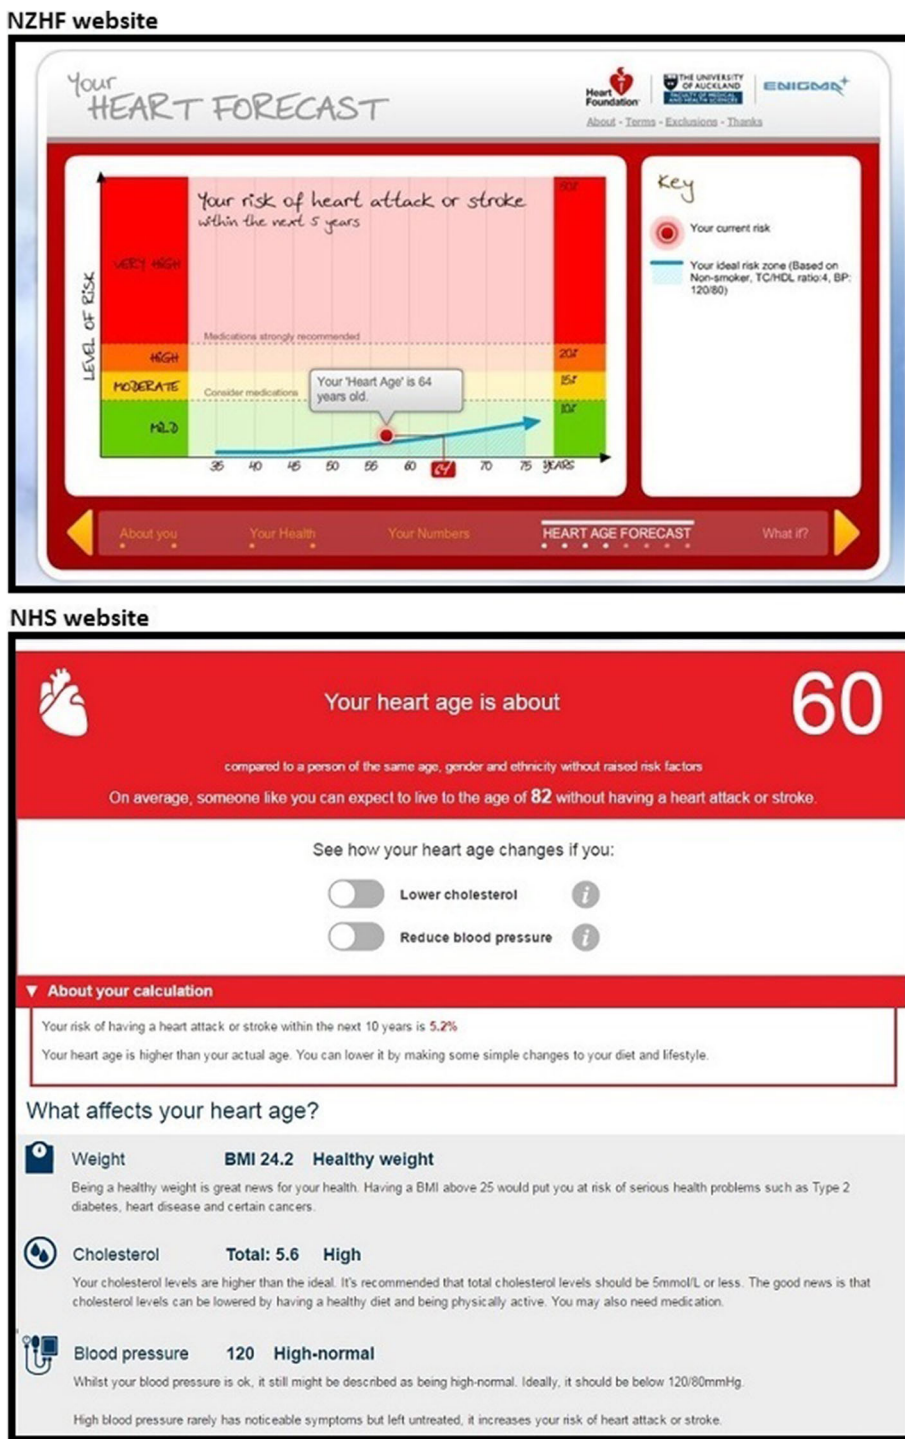 NZHF website
Your
HEART FORECAST
Heart
Foundation
THE UNIVERSITY
OF AUCKLAND
FACULTY OF MEDICAL
AND HEALTH SCIENCES
ENIGMA
About - Terms - Exclusions - Thanks
Your risk of heart attack or stroke
within the next 5 years
LEVEL OF RISK
VERY HIGH
HIGH
MODERATE
MILD
Medications strongly recommended
Consider medications
20%
15%
10%
Your 'Heart Age' is 64
years old.
35 40 45 50 55 60 64 70 75 YEARS
Key
Your current risk
Your ideal risk zone (Based on
Non-smoker, TC/HDL ratio:4, BP:
120/80)
About you Your Health Your Numbers HEART AGE FORECAST What if?
NHS website
Your heart age is about 60
compared to a person of the same age, gender and ethnicity without raised risk factors
On average, someone like you can expect to live to the age of 82 without having a heart attack or stroke.
See how your heart age changes if you:
Lower cholesterol i
Reduce blood pressure i
▼ About your calculation
Your risk of having a heart attack or stroke within the next 10 years is 5.2%
Your heart age is higher than your actual age. You can lower it by making some simple changes to your diet and lifestyle.
What affects your heart age?
Weight BMI 24.2 Healthy weight
Being a healthy weight is great news for your health. Having a BMI above 25 would put you at risk of serious health problems such as Type 2
diabetes, heart disease and certain cancers.
Cholesterol Total: 5.6 High
Your cholesterol levels are higher than the ideal. It's recommended that total cholesterol levels should be 5mmol/L or less. The good news is that
cholesterol levels can be lowered by having a healthy diet and being physically active. You may also need medication.
Blood pressure 120 High-normal
Whilst your blood pressure is ok, it still might be described as being high-normal. Ideally, it should be below 120/80mmHg.
High blood pressure rarely has noticeable symptoms but left untreated, it increases your risk of heart attack or stroke.